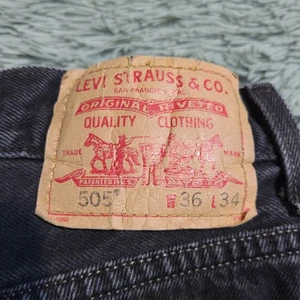 LEVI STRAUSS & CO.
SAN FRANCISCO, CAL
ORIGINAL RIVETED
QUALITY CLOTHING
TRADE MARK
505 W 36 L 34